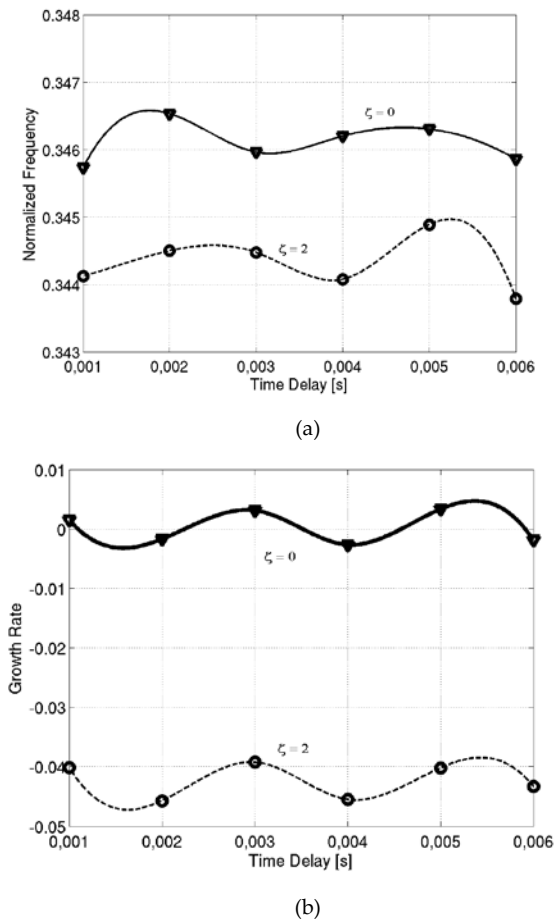 0.348
0.347
0.346
0.345
0.344
0.343
Normalized Frequency
ζ = 0
ζ = 2
0,001 0,002 0,003 0,004 0,005 0,006
Time Delay [s]
(a)
0.01
0
-0.01
-0.02
-0.03
-0.04
-0.05
Growth Rate
ζ = 0
ζ = 2
0,001 0,002 0,003 0,004 0,005 0,006
Time Delay [s]
(b)